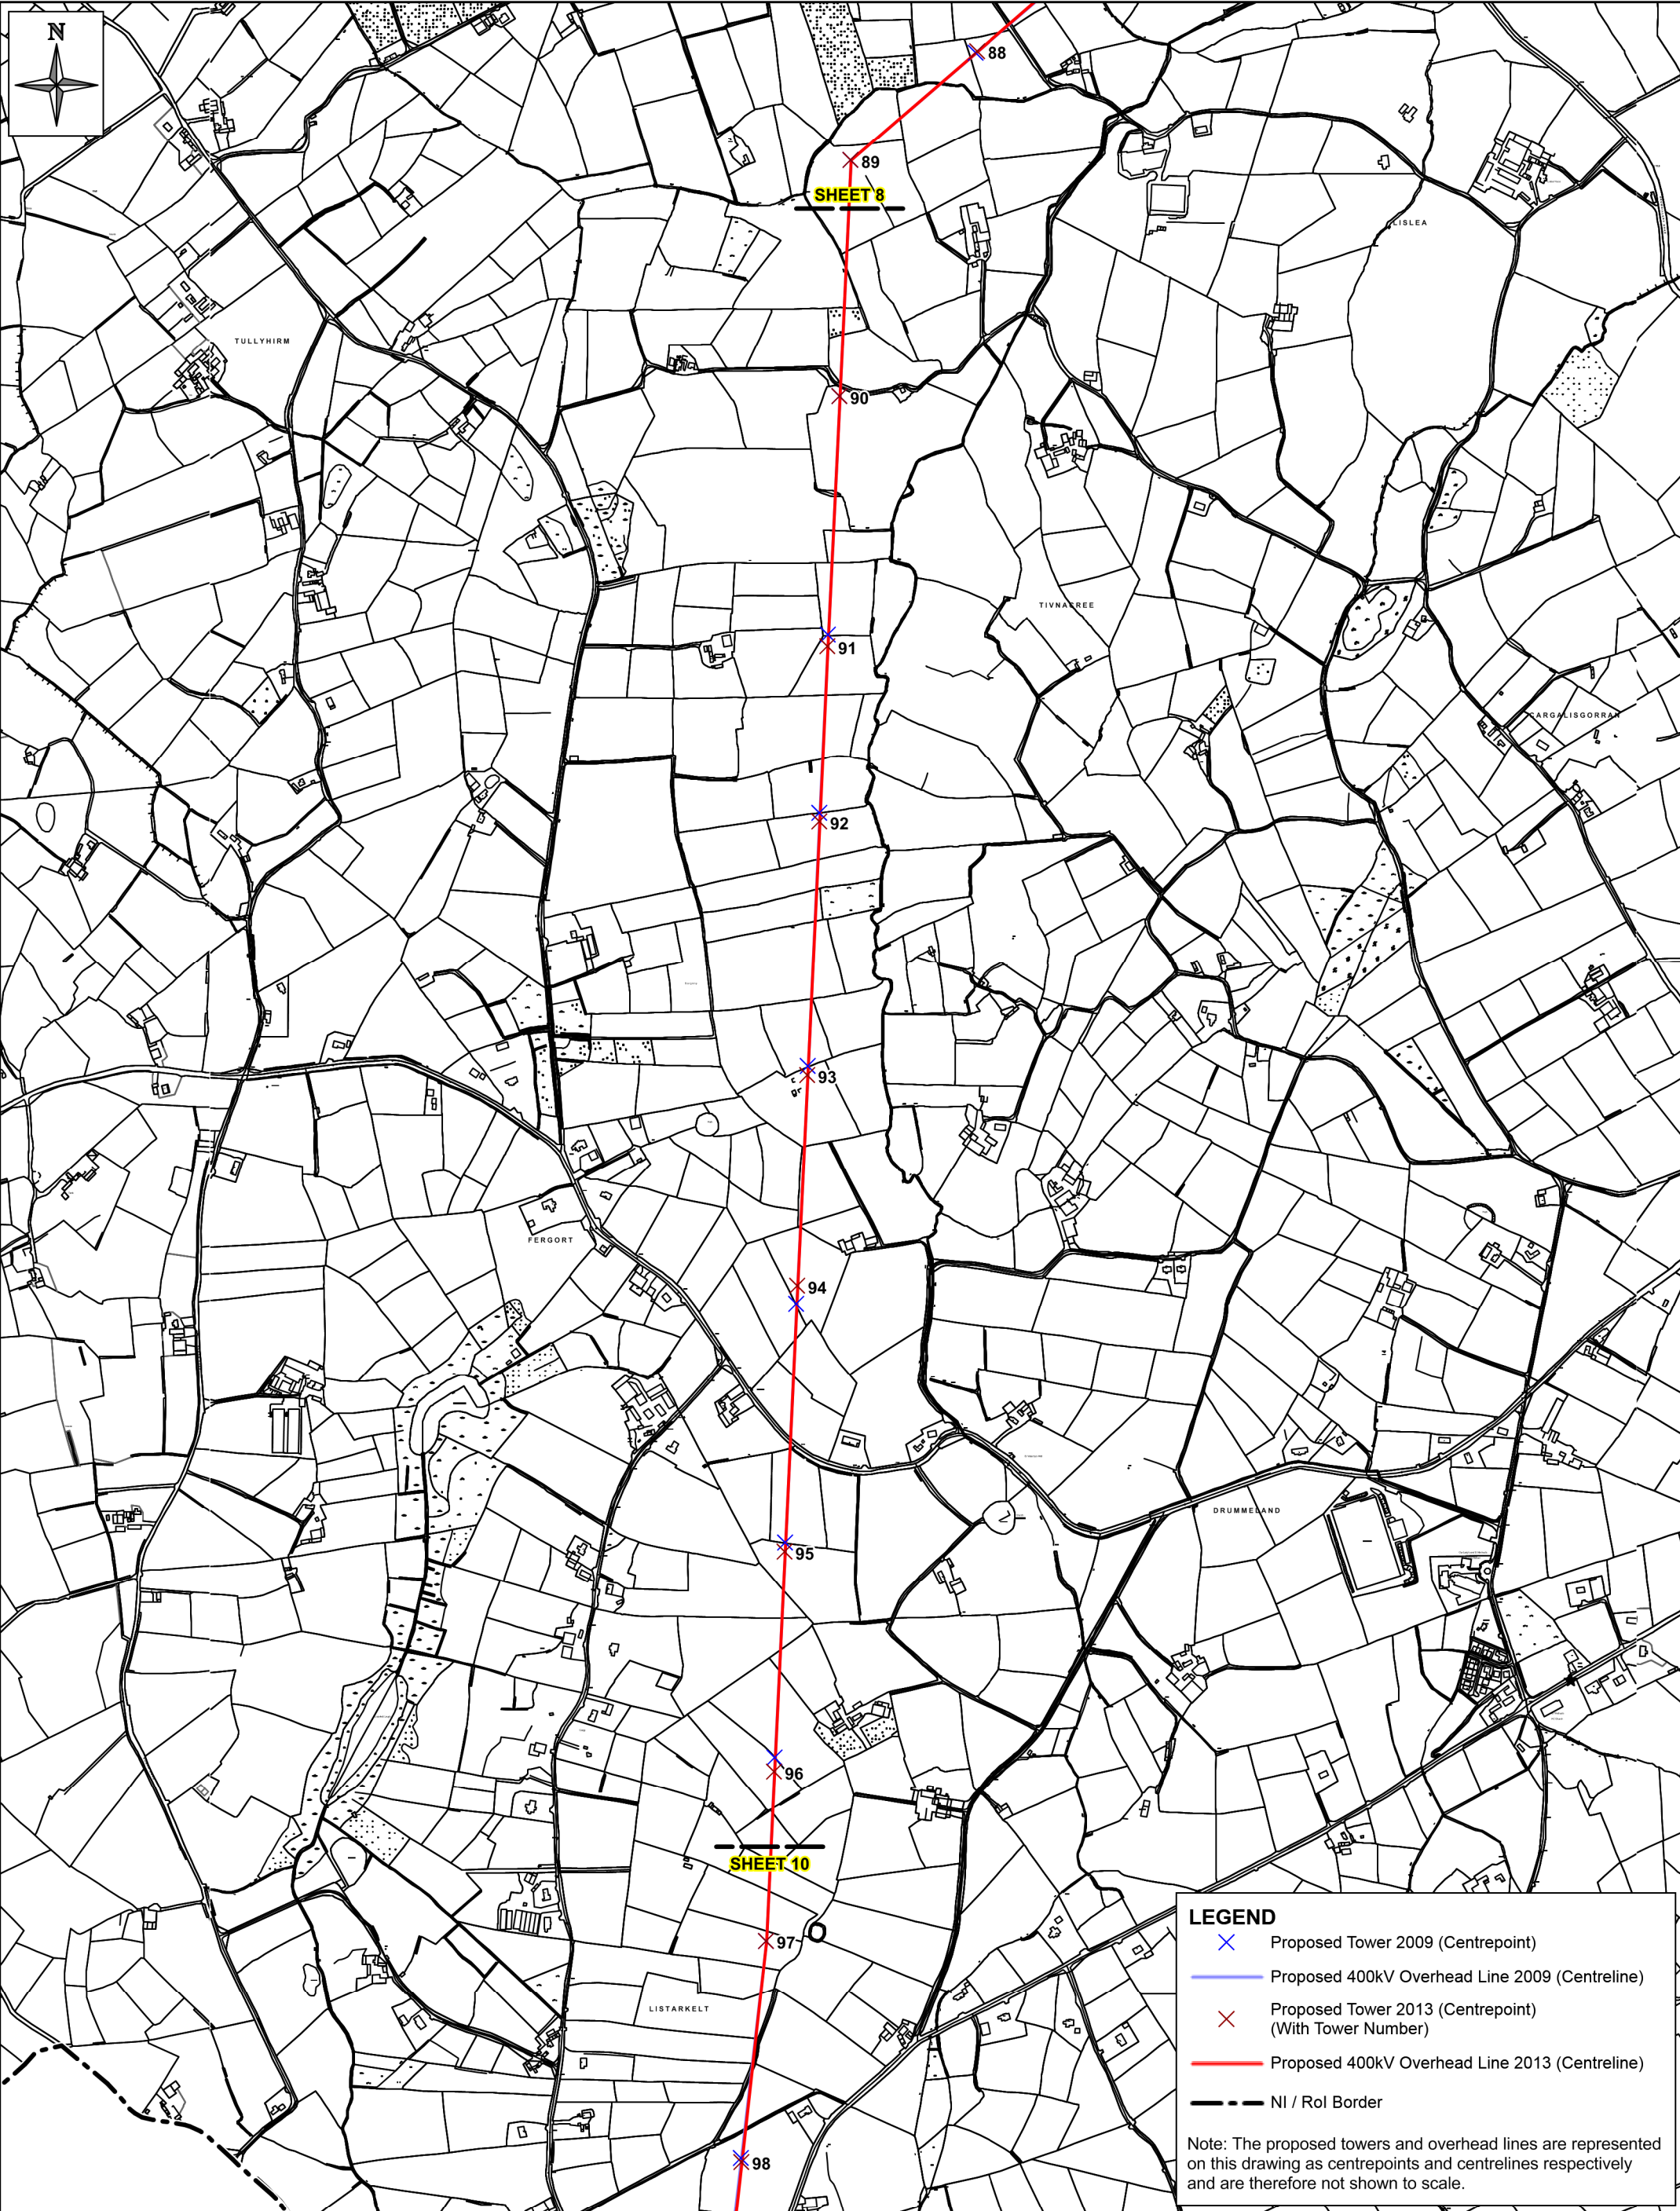 N
88
89
SHEET 8
LISLEA
TULLYHIRM
90
TIVNACREE
91
CARGALISGORRAN
92
93
FERGORT
94
DRUMMELAND
95
96
SHEET 10
97
LISTARKELT
98
LEGEND
Proposed Tower 2009 (Centrepoint)
Proposed 400kV Overhead Line 2009 (Centreline)
Proposed Tower 2013 (Centrepoint)
(With Tower Number)
Proposed 400kV Overhead Line 2013 (Centreline)
NI / RoI Border
Note: The proposed towers and overhead lines are represented
on this drawing as centrepoints and centrelines respectively
and are therefore not shown to scale.